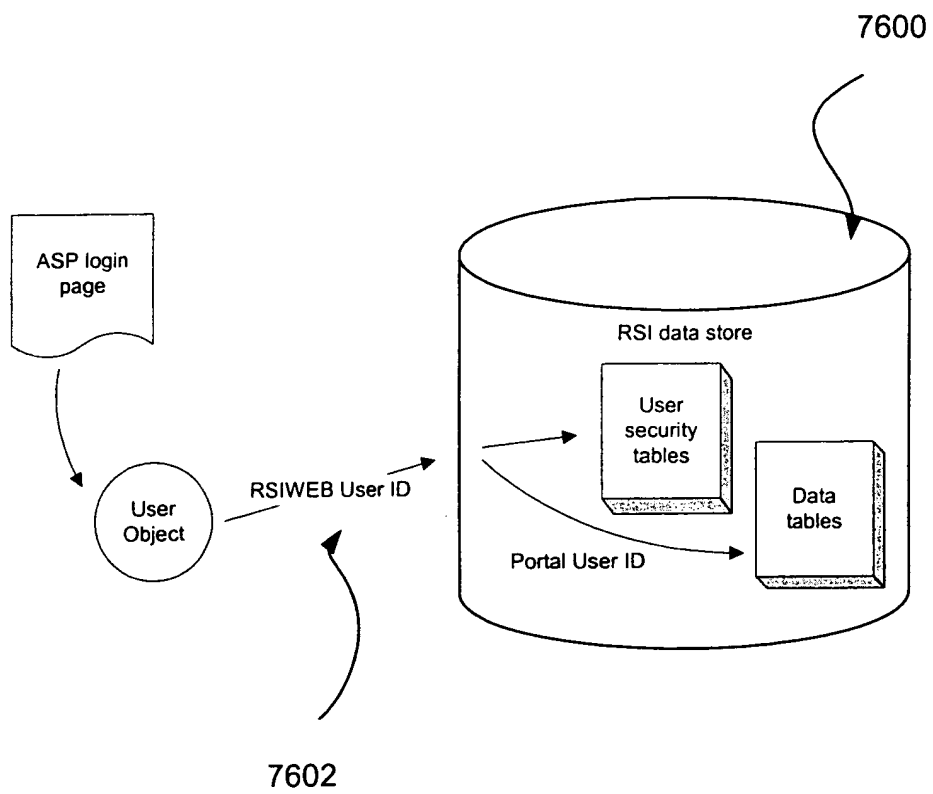 7600
ASP login
page
RSI data store
User
security
tables
Data
tables
RSIWEB User ID
User
Object
Portal User ID
7602